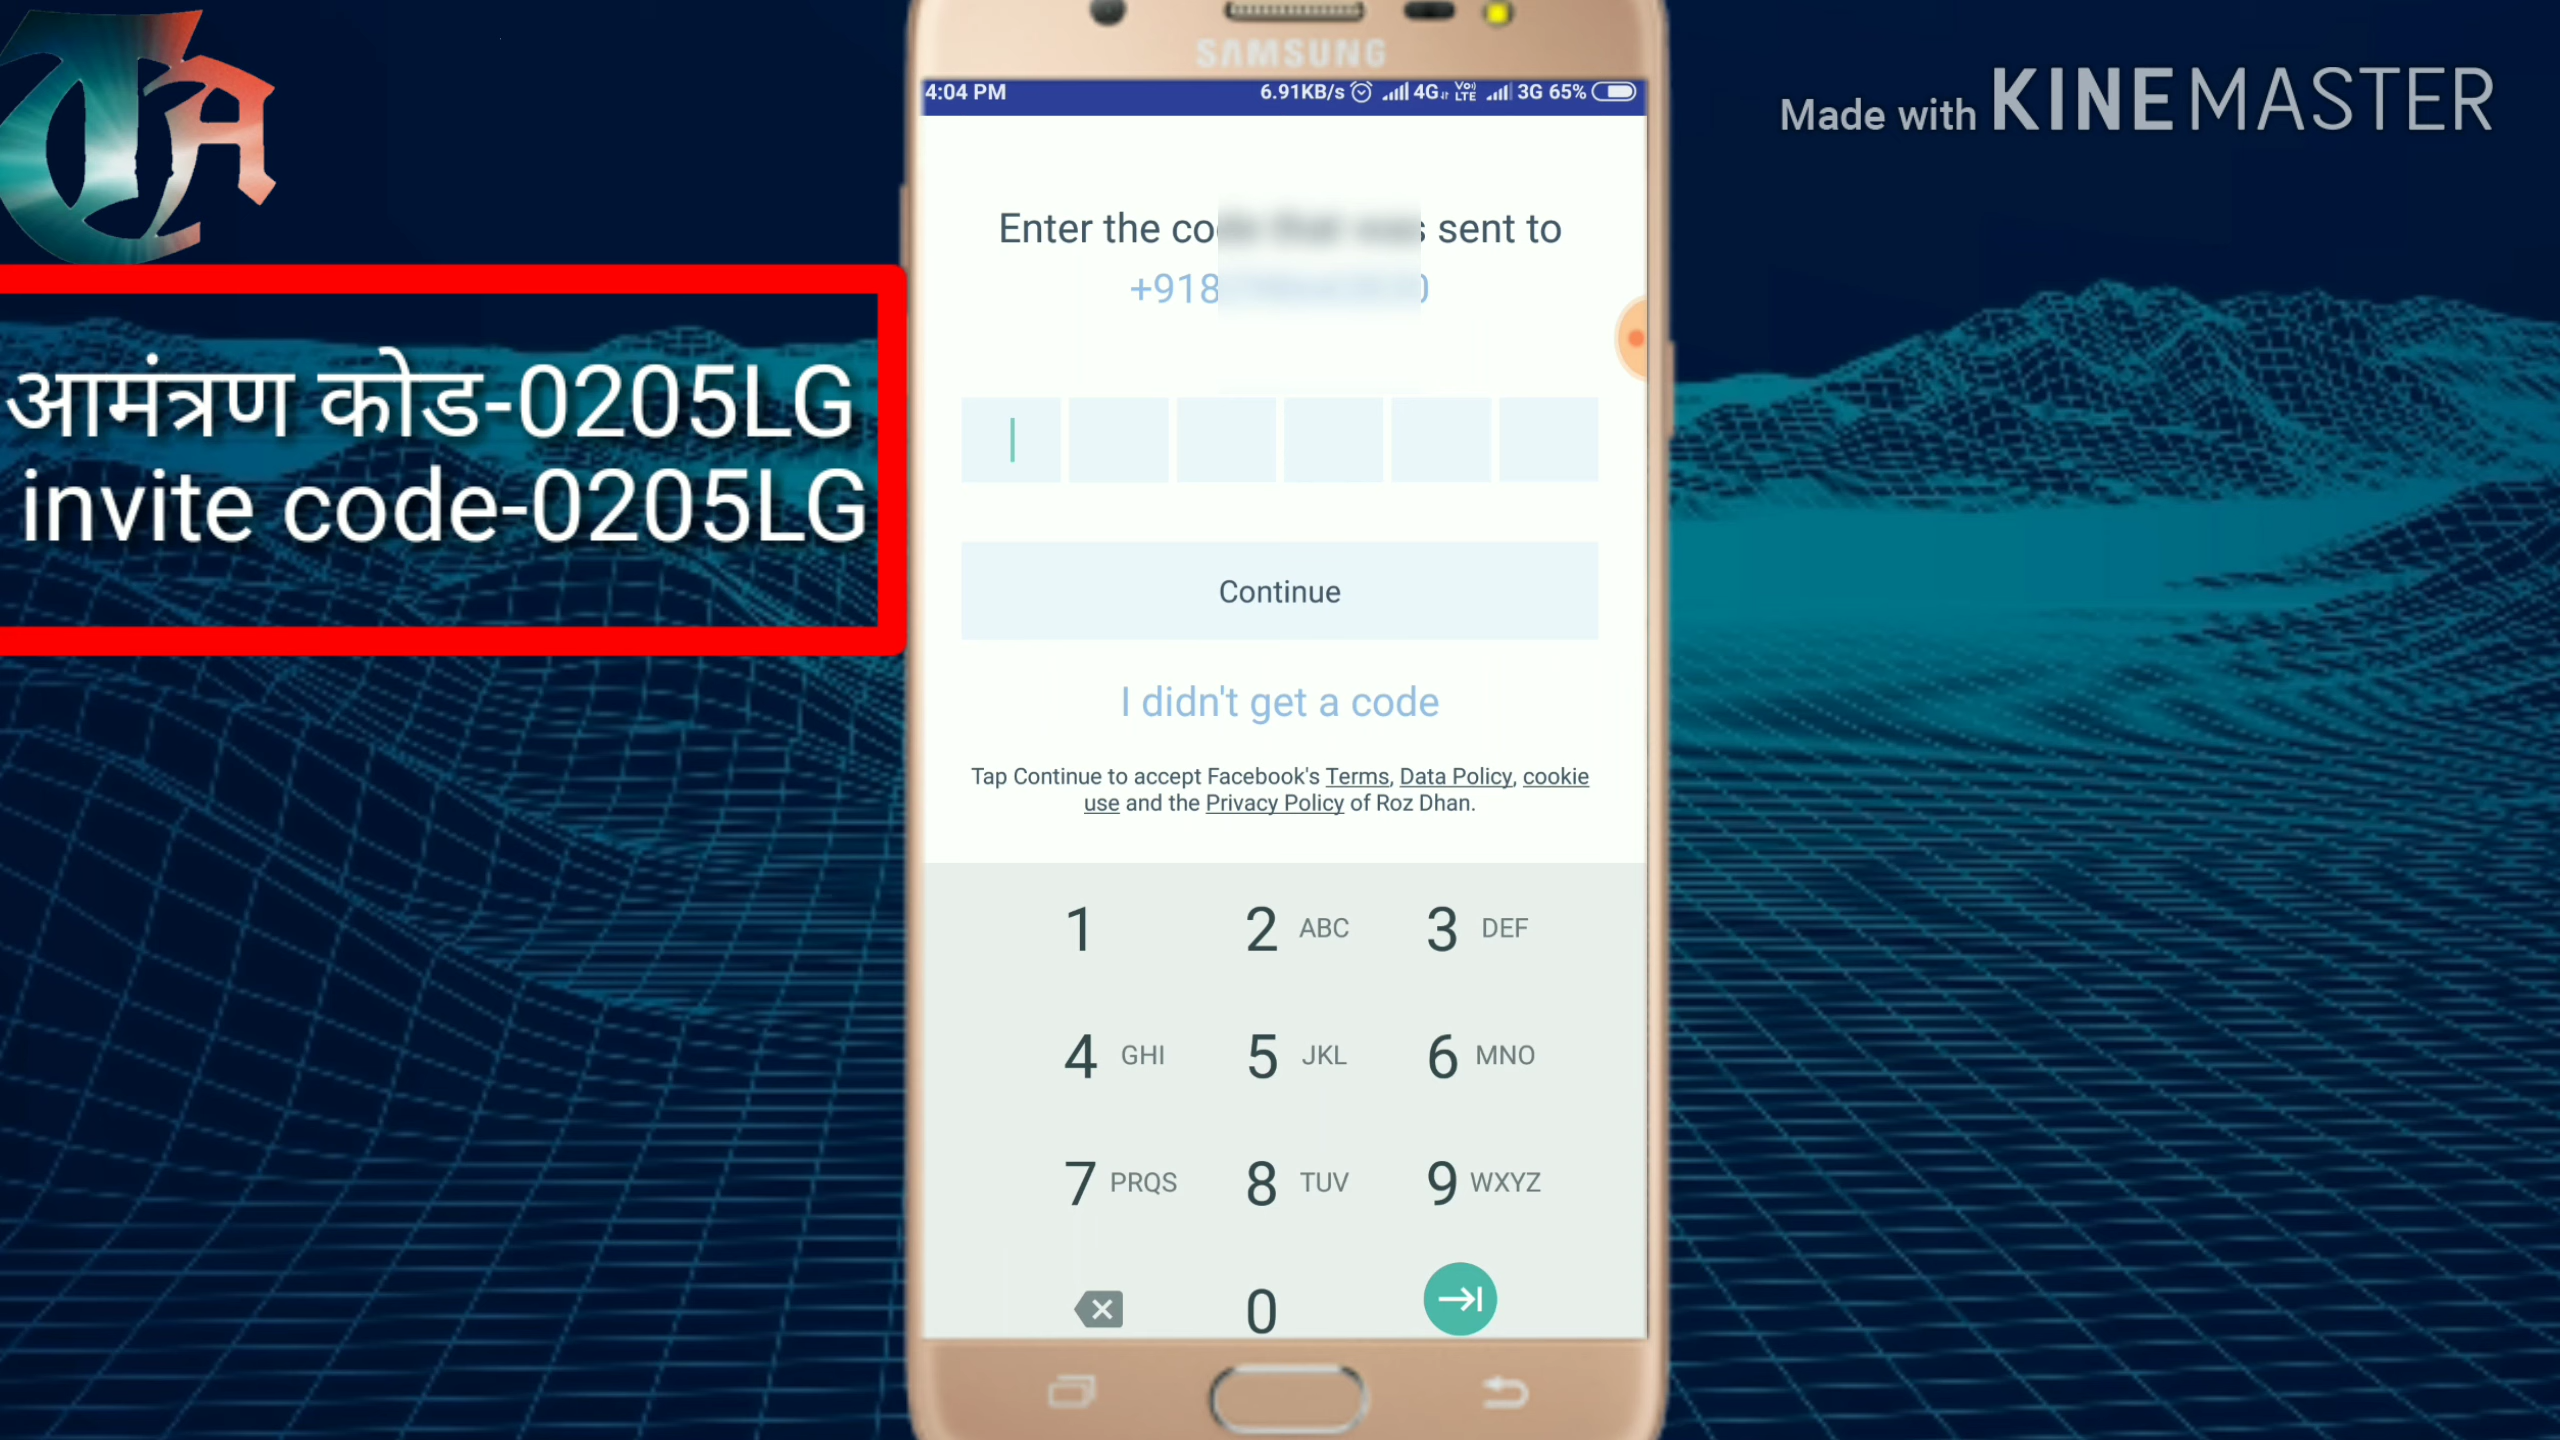 SAMSUNG
4:04 PM
6.91KB/s 4G VoLTE 3G 65%
Made with KINEMASTER
TA
Enter the co sent to
+918
आमंत्रण कोड-0205LG
invite code-0205LG
Continue
I didn't get a code
Tap Continue to accept Facebook's Terms, Data Policy, cookie
use and the Privacy Policy of Roz Dhan.
1
2 ABC
3 DEF
4 GHI
5 JKL
6 MNO
7 PRQS
8 TUV
9 WXYZ
0